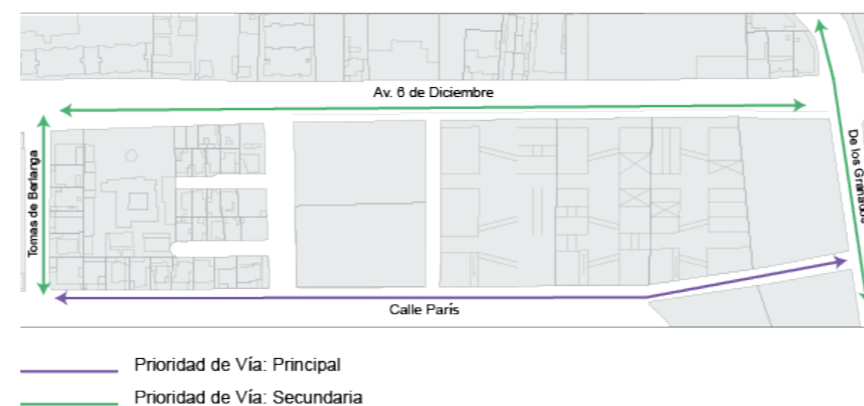 Av. 6 de Diciembre
Tomas de Berlanga
De los Granados
Calle París
Prioridad de Vía: Principal
Prioridad de Vía: Secundaria